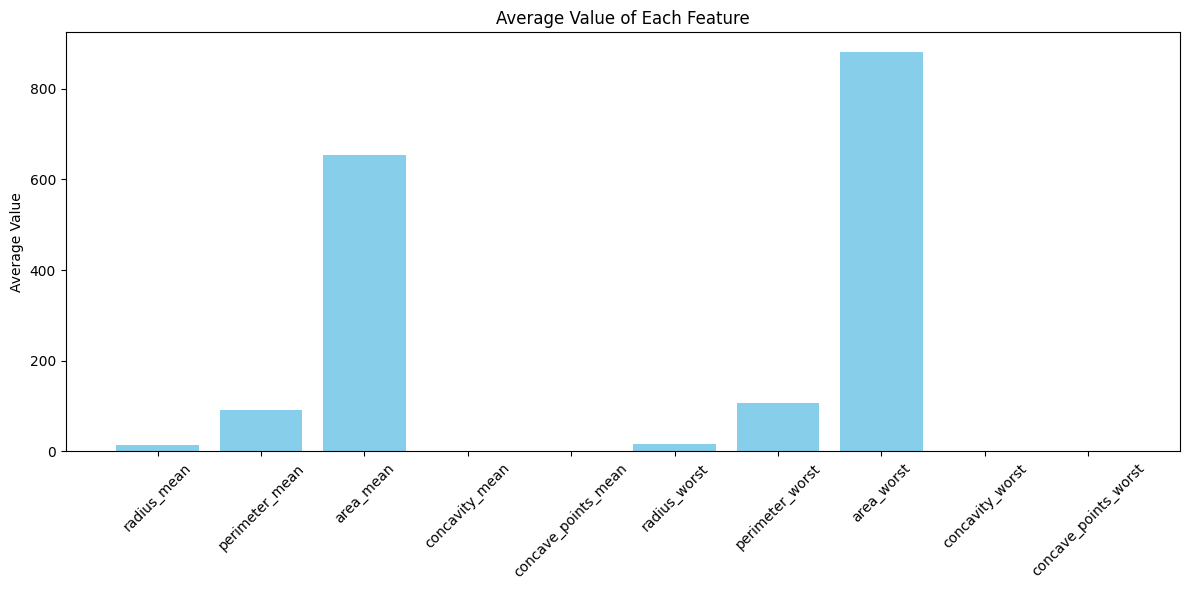 Average Value of Each Feature
Average Value
800
600
400
200
0
radius_mean
perimeter_mean
area_mean
concavity_mean
concave_points_mean
radius_worst
perimeter_worst
area_worst
concavity_worst
concave_points_worst